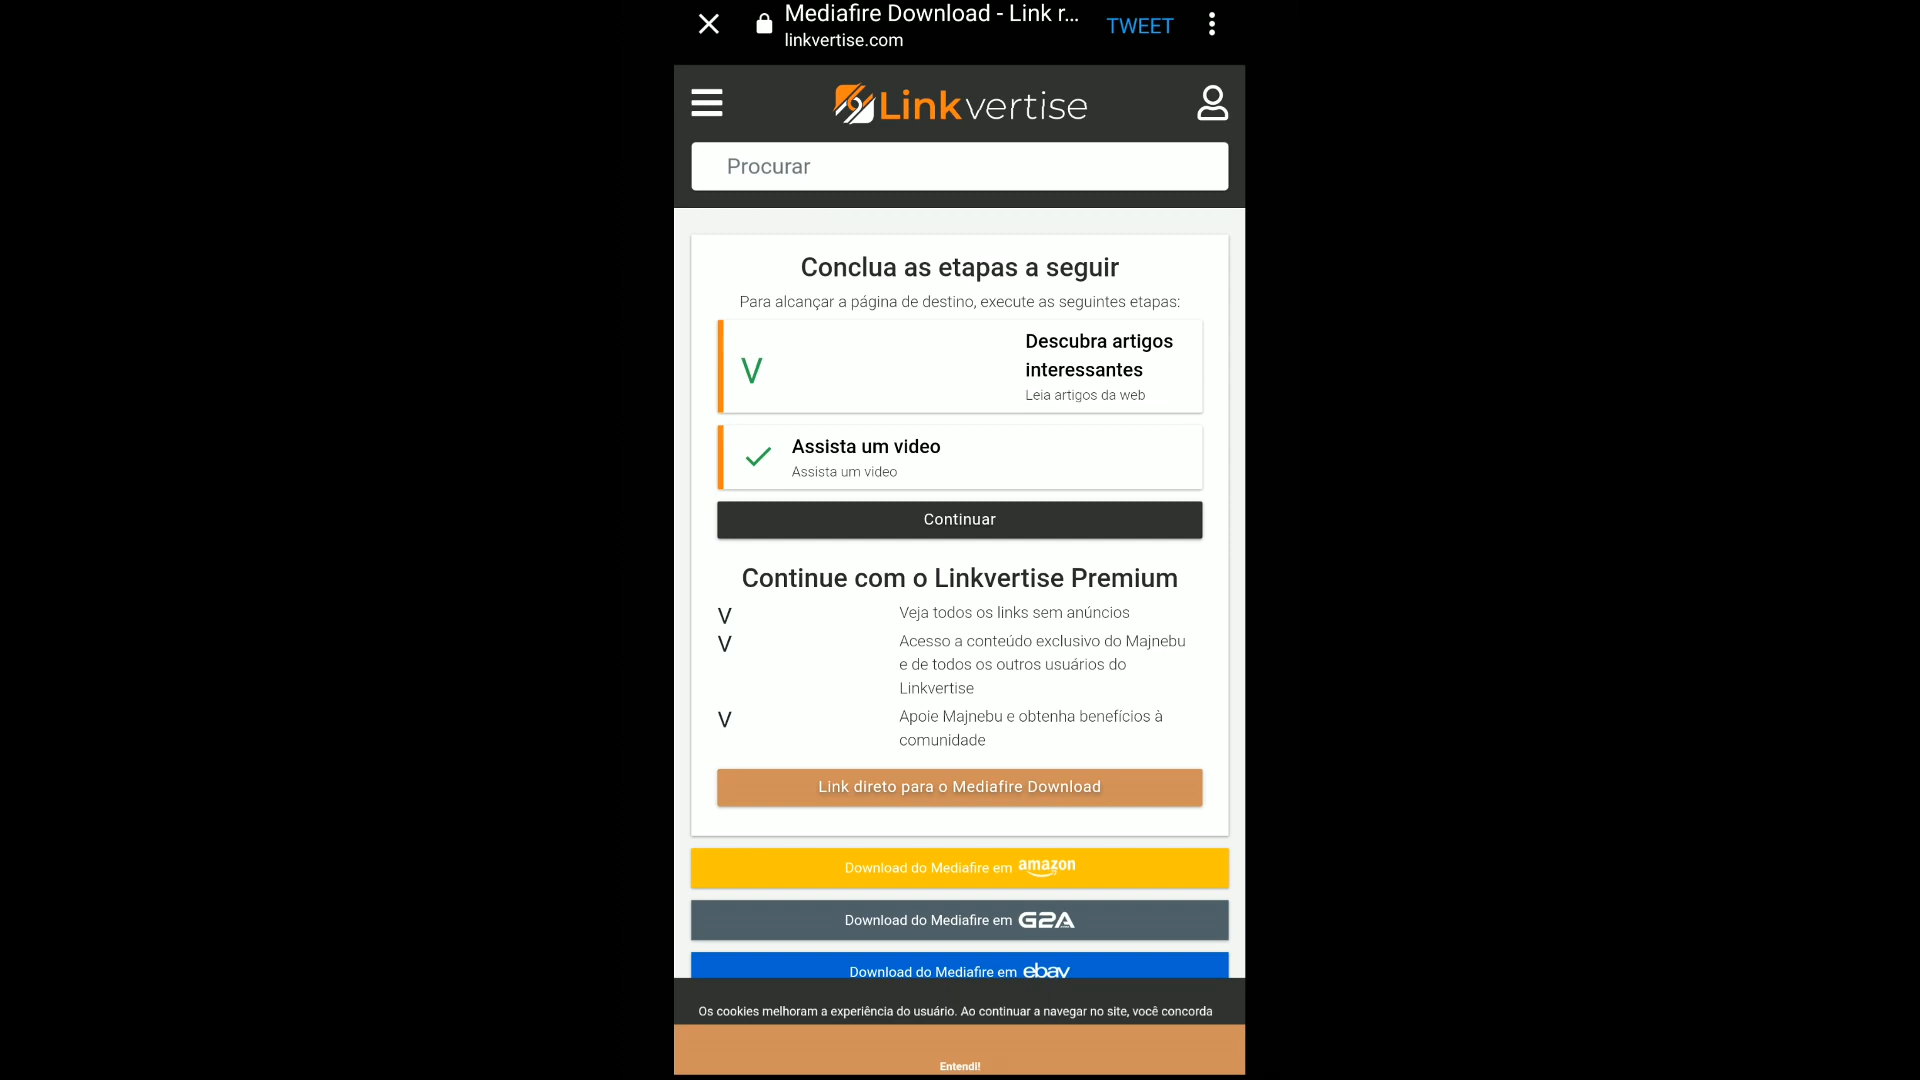 Mediafire Download - Link r...
linkvertise.com
TWEET
Linkvertise
Procurar
Conclua as etapas a seguir
Para alcançar a página de destino, execute as seguintes etapas:
V
Descubra artigos
interessantes
Leia artigos da web
Assista um video
Assista um video
Continuar
Continue com o Linkvertise Premium
V Veja todos os links sem anúncios
V Acesso a conteúdo exclusivo do Majnebu
e de todos os outros usuários do
Linkvertise
V Apoie Majnebu e obtenha benefícios à
comunidade
Link direto para o Mediafire Download
Download do Mediafire em amazon
Download do Mediafire em G2A
Download do Mediafire em ebay
Os cookies melhoram a experiência do usuário. Ao continuar a navegar no site, você concorda
Entendi!